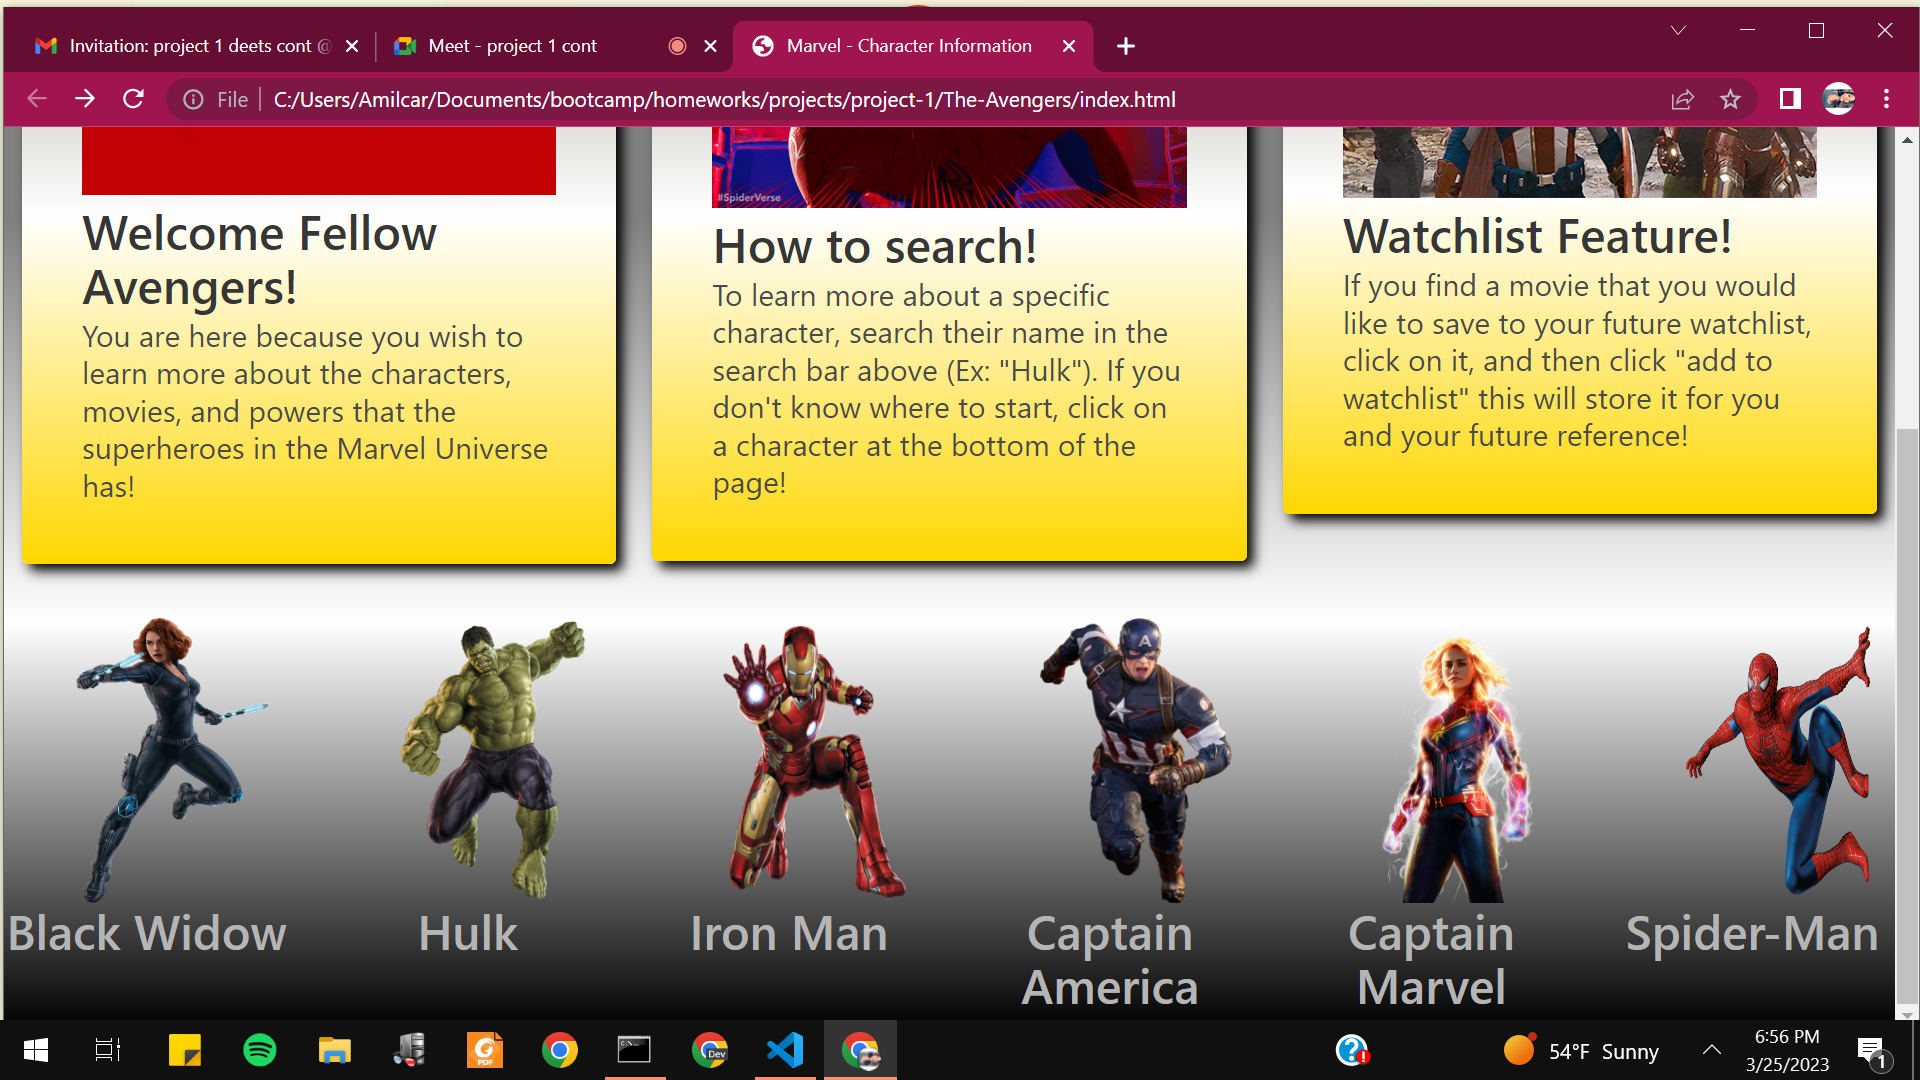 Invitation: project 1 deets cont @
Meet - project 1 cont
Marvel - Character Information
File
C:/Users/Amilcar/Documents/bootcamp/homeworks/projects/project-1/The-Avengers/index.html
#SpiderVerse
Welcome Fellow
Avengers!
You are here because you wish to
learn more about the characters,
movies, and powers that the
superheroes in the Marvel Universe
has!
How to search!
To learn more about a specific
character, search their name in the
search bar above (Ex: "Hulk"). If you
don't know where to start, click on
a character at the bottom of the
page!
Watchlist Feature!
If you find a movie that you would
like to save to your future watchlist,
click on it, and then click "add to
watchlist" this will store it for you
and your future reference!
A
Black Widow
Hulk
Iron Man
Captain
America
Captain
Marvel
Spider-Man
PDF
C:\_
Dev
54°F Sunny
6:56 PM
3/25/2023
1